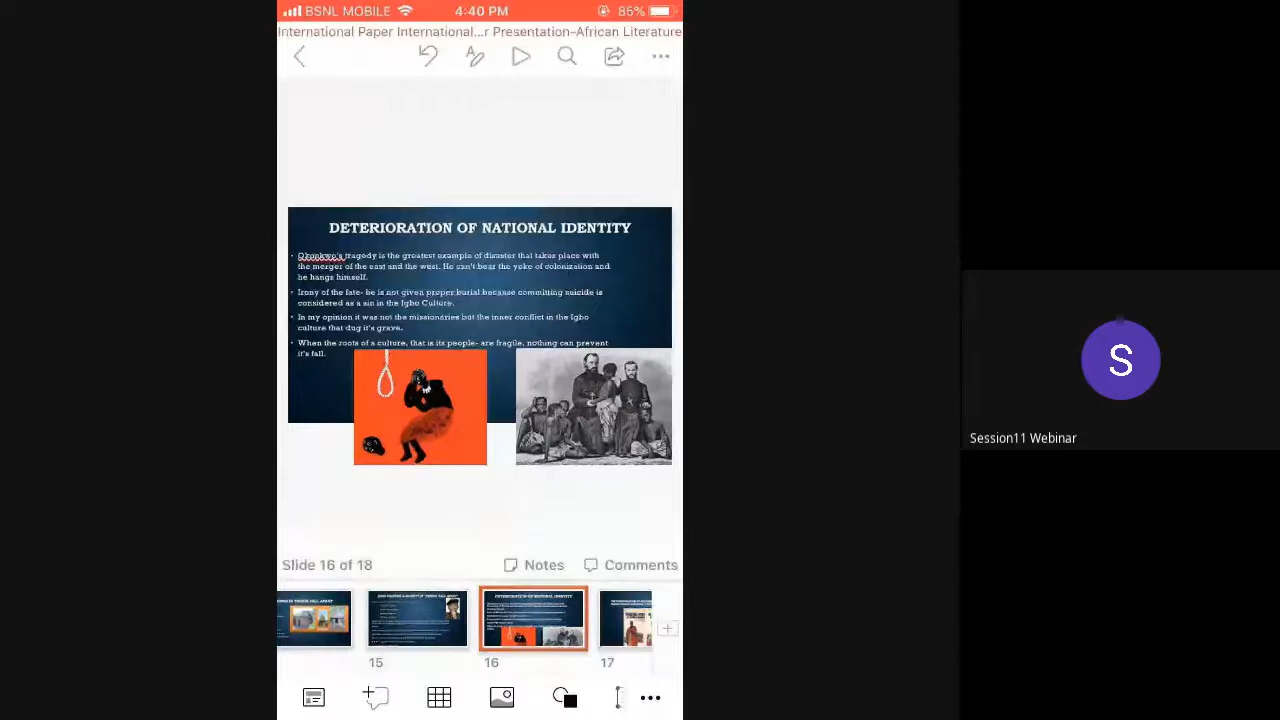 BSNL MOBILE 4:40 PM 85%
International Paper International...r Presentation-African Literature
DETERIORATION OF NATIONAL IDENTITY
• Okonkwo's tragedy is the greatest example of disaster that takes place with
the merger of the east and the west. He can't bear the yoke of colonization and
he hangs himself.
• Irony of the fate- he is not given proper burial because committing suicide is
considered as a sin in the Igbo Culture.
• In my opinion it was not the missionaries but the inner conflict in the Igbo
culture that dug it's grave.
• When the roots of a culture, that is its people- are fragile, nothing can prevent
it's fall.
Slide 16 of 18
Notes
Comments
DETERIORATION OF NATIONAL IDENTITY
15
16
17
S
Session11 Webinar